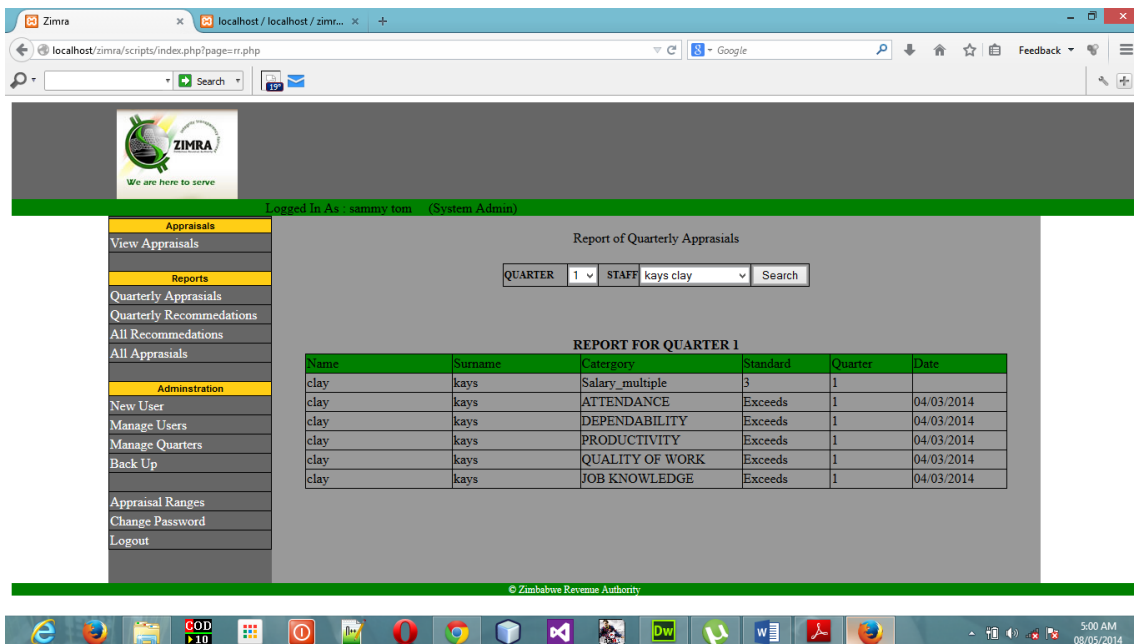 Zimra
localhost / localhost / zimr...
localhost/zimra/scripts/index.php?page=rr.php
Google
Feedback
Search
19°
ZIMRA
We are here to serve
Logged In As : sammy tom (System Admin)
Appraisals
View Appraisals
Reports
Quarterly Apprasials
Quarterly Recommedations
All Recommedations
All Apprasials
Adminstration
New User
Manage Users
Manage Quarters
Back Up
Appraisal Ranges
Change Password
Logout
Report of Quarterly Apprasials
QUARTER 1 STAFF kays clay Search
REPORT FOR QUARTER 1
Name Surname Catergory Standard Quarter Date
clay kays Salary_multiple 3 1
clay kays ATTENDANCE Exceeds 1 04/03/2014
clay kays DEPENDABILITY Exceeds 1 04/03/2014
clay kays PRODUCTIVITY Exceeds 1 04/03/2014
clay kays QUALITY OF WORK Exceeds 1 04/03/2014
clay kays JOB KNOWLEDGE Exceeds 1 04/03/2014
© Zimbabwe Revenue Authority
COD
10
Dw
5:00 AM
08/05/2014